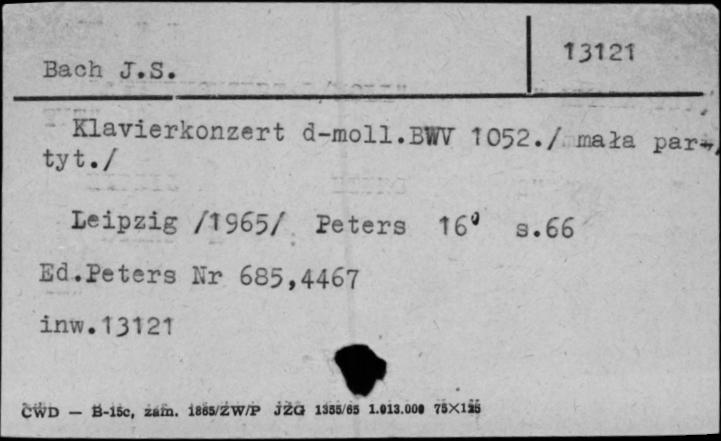 13121
Bach J.S.
Klavierkonzert d-moll.BWV 1052./ mała par-
tyt./
Leipzig /1965/ Peters 16° s.66
Ed.Peters Nr 685,4467
inw.13121
CWD — B-15c, zam. 1865/ZW/P JZG 1355/65 1.013.000 75×125